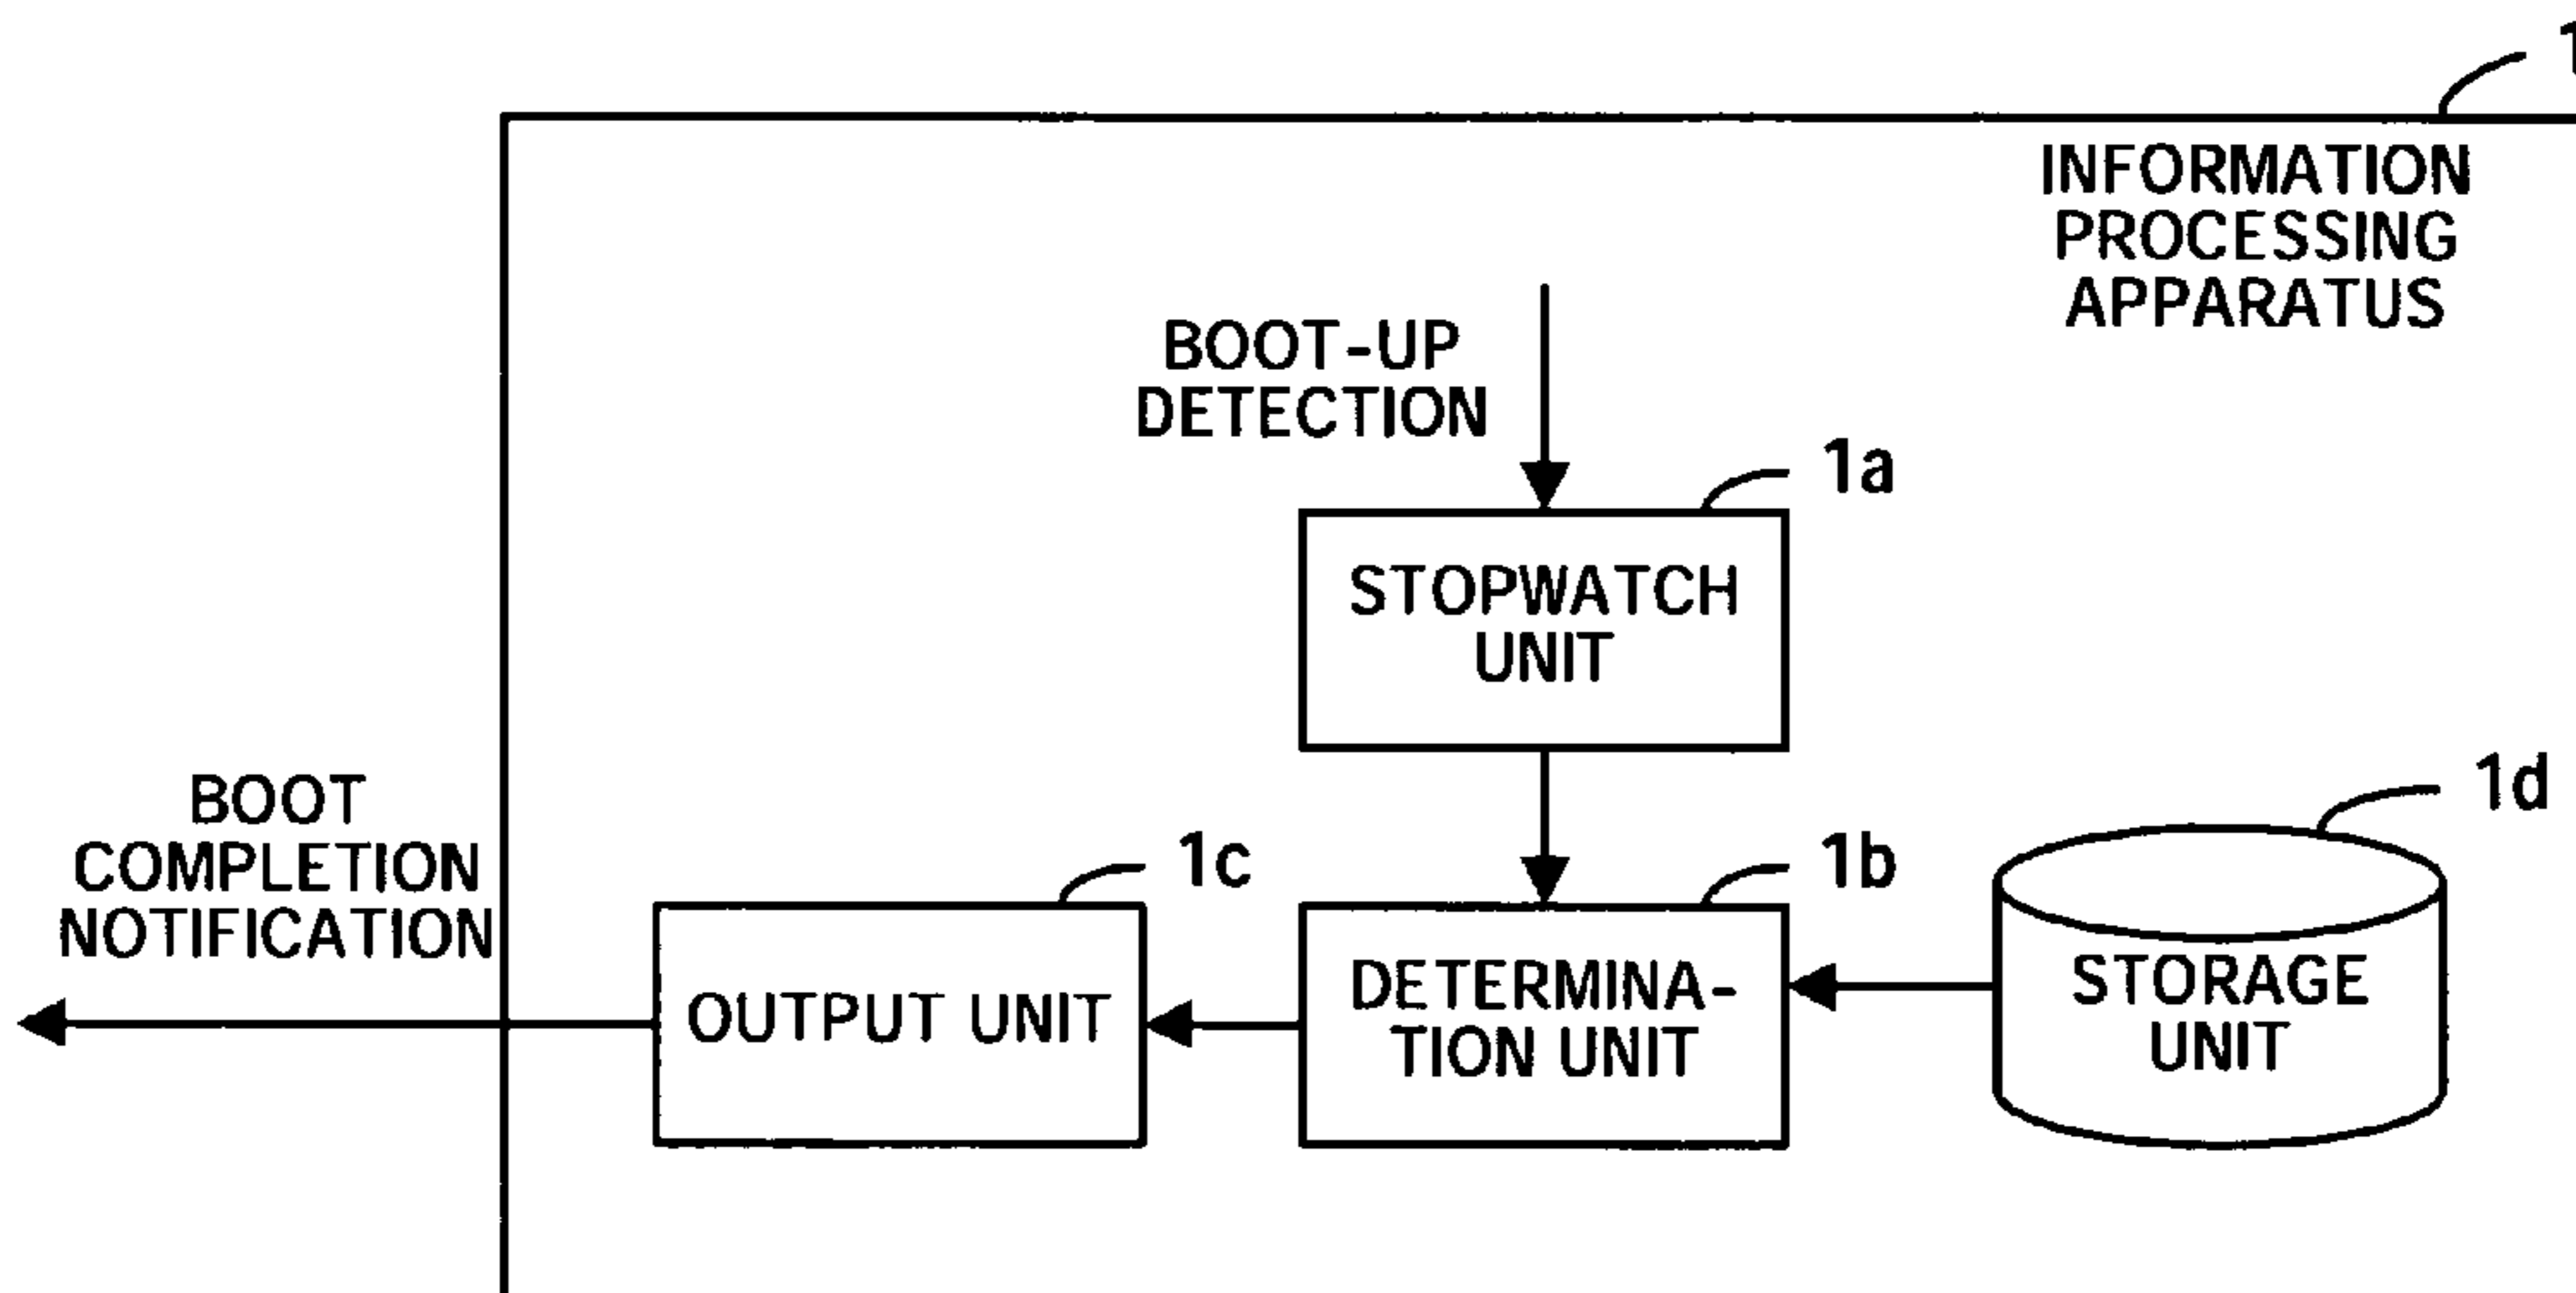 1
INFORMATION
PROCESSING
APPARATUS
BOOT-UP
DETECTION
1a
STOPWATCH
UNIT
BOOT
COMPLETION
NOTIFICATION
1c
OUTPUT UNIT
1b
DETERMINA-
TION UNIT
1d
STORAGE
UNIT